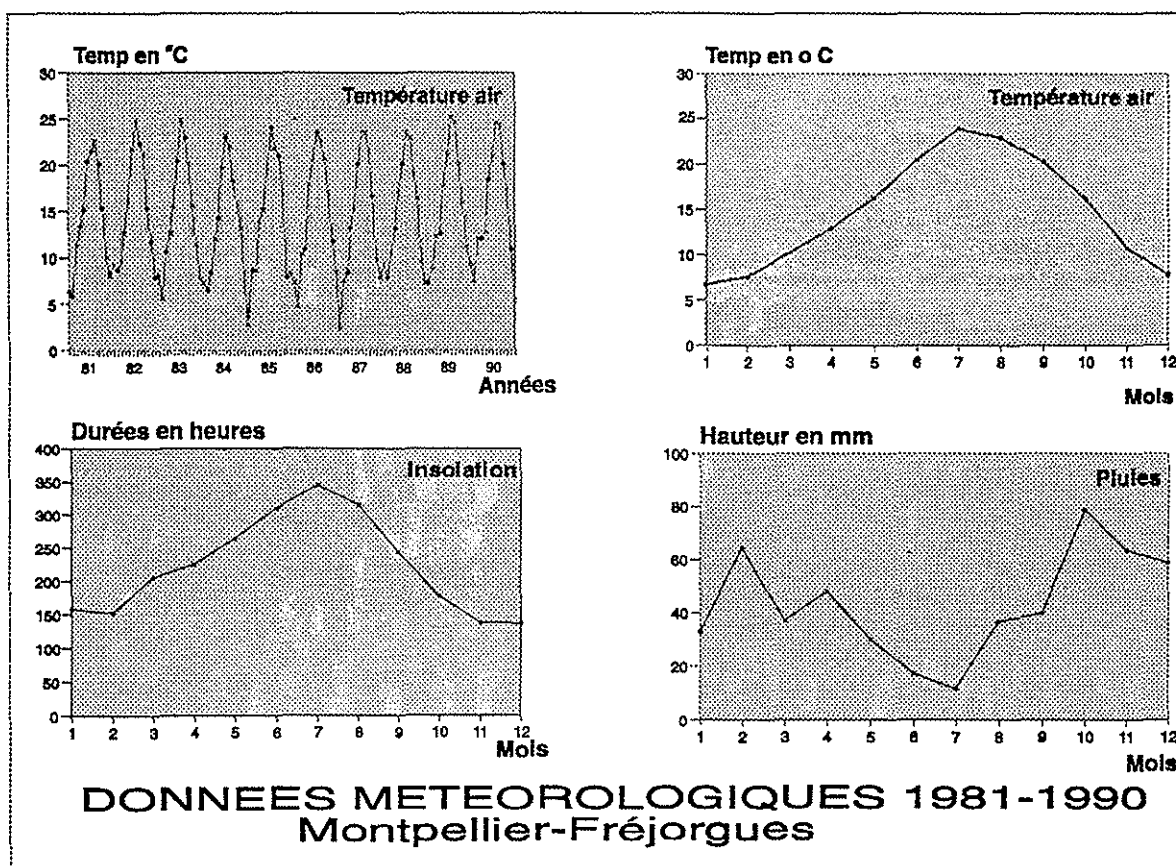 Temp en °C
Température air
30
25
20
15
10
5
0
81 82 83 84 85 86 87 88 89 90
Années
Temp en o C
Température air
30
25
20
15
10
5
0
1 2 3 4 5 6 7 8 9 10 11 12
Mois
Durées en heures
Insolation
400
350
300
250
200
150
100
50
0
1 2 3 4 5 6 7 8 9 10 11 12
Mois
Hauteur en mm
Pluies
100
80
60
40
20
0
1 2 3 4 5 6 7 8 9 10 11 12
Mois
DONNEES METEOROLOGIQUES 1981-1990
Montpellier-Fréjorgues